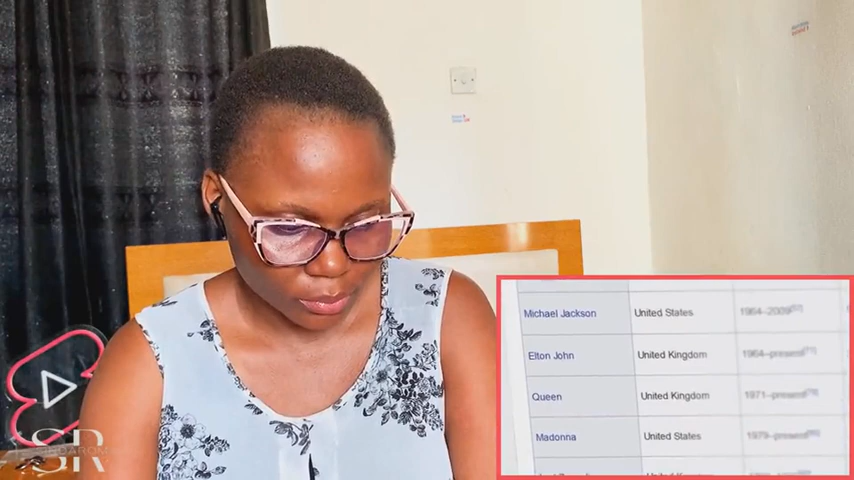 Michael Jackson United States 1964–2009
Elton John United Kingdom 1964–present
Queen United Kingdom 1971–present
Madonna United States 1979–present
SR